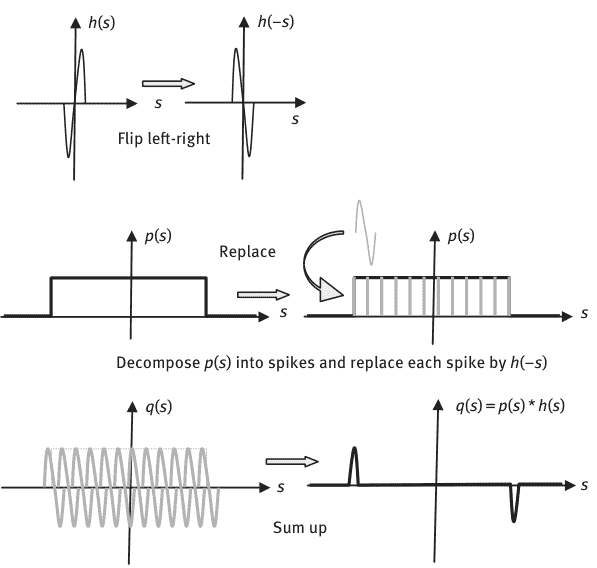 h(s)
h(−s)
s
s
Flip left-right
p(s)
Replace
p(s)
s
s
Decompose p(s) into spikes and replace each spike by h(−s)
q(s)
q(s) = p(s) * h(s)
s
s
Sum up